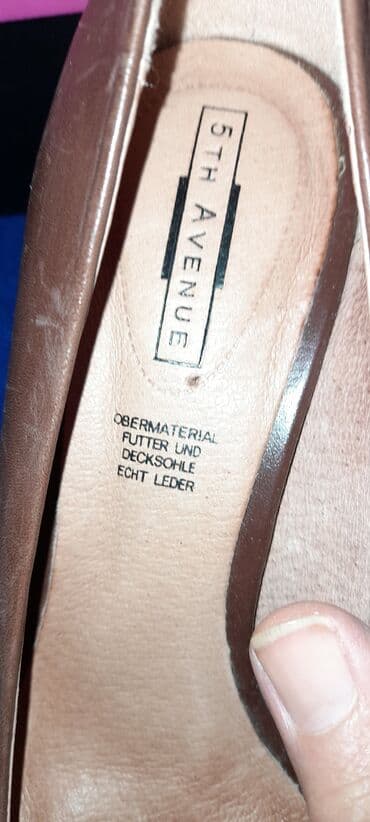 5TH AVENUE
OBERMATERIAL
FUTTER UND
DECKSOHLE
ECHT LEDER